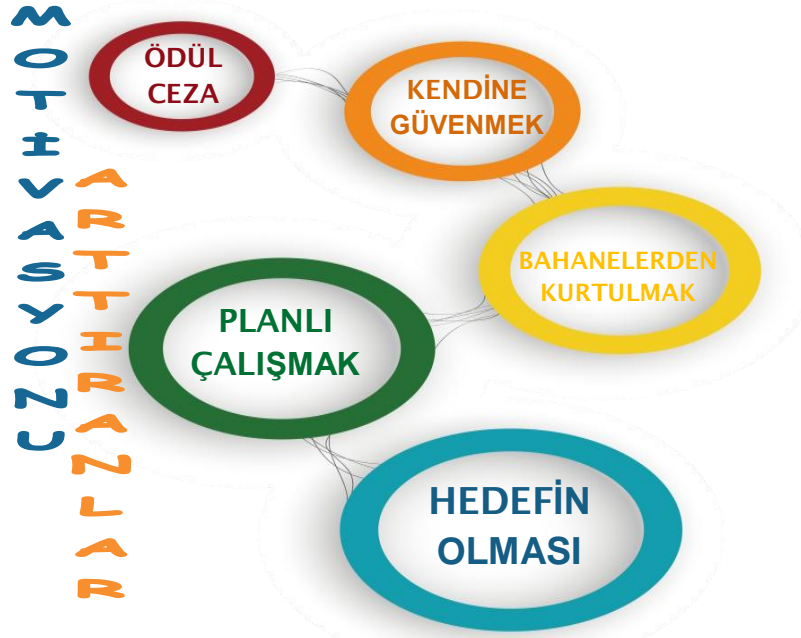 MOTİVASYONU
ARTTIRANLAR
ÖDÜL
CEZA
KENDİNE
GÜVENMEK
BAHANELERDEN
KURTULMAK
PLANLI
ÇALIŞMAK
HEDEFİN
OLMASI